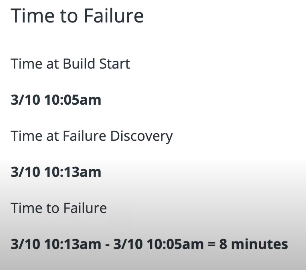 Time to Failure
Time at Build Start
3/10 10:05am
Time at Failure Discovery
3/10 10:13am
Time to Failure
3/10 10:13am - 3/10 10:05am = 8 minutes